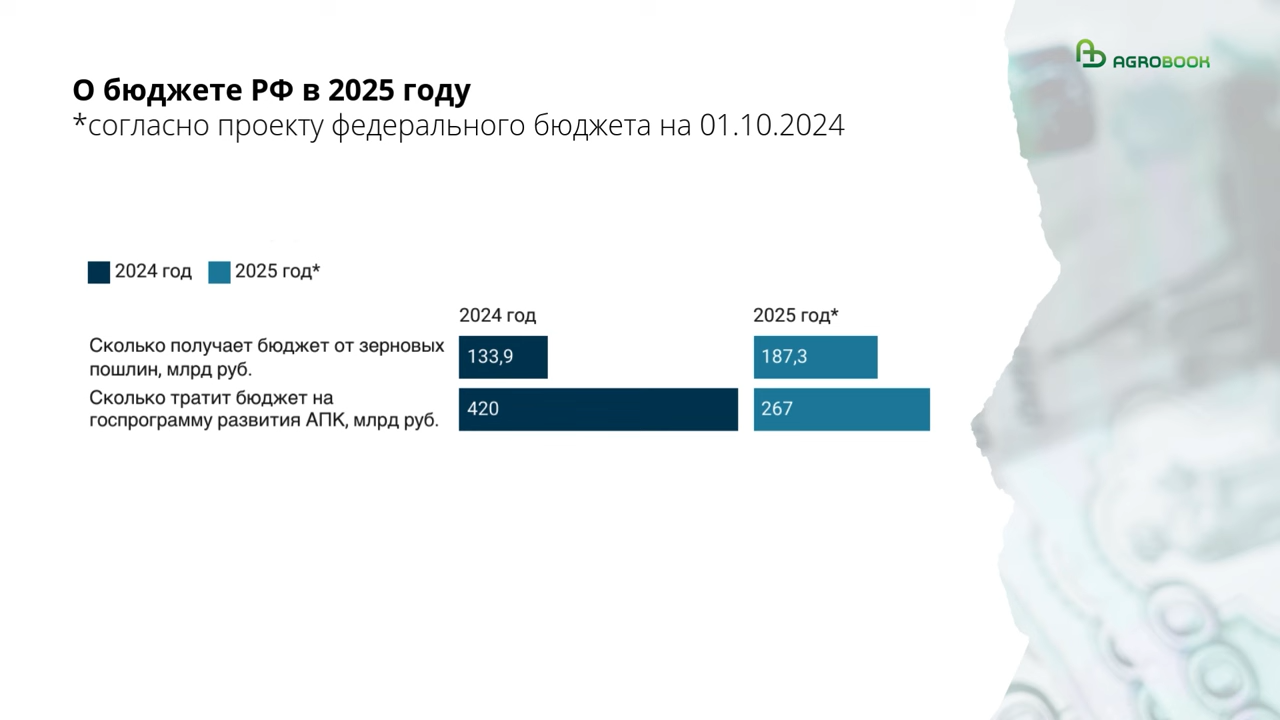 AGROBOOK
О бюджете РФ в 2025 году
*согласно проекту федерального бюджета на 01.10.2024
2024 год 2025 год*
2024 год 2025 год*
Сколько получает бюджет от зерновых
пошлин, млрд руб.
133,9 187,3
Сколько тратит бюджет на
госпрограмму развития АПК, млрд руб.
420 267